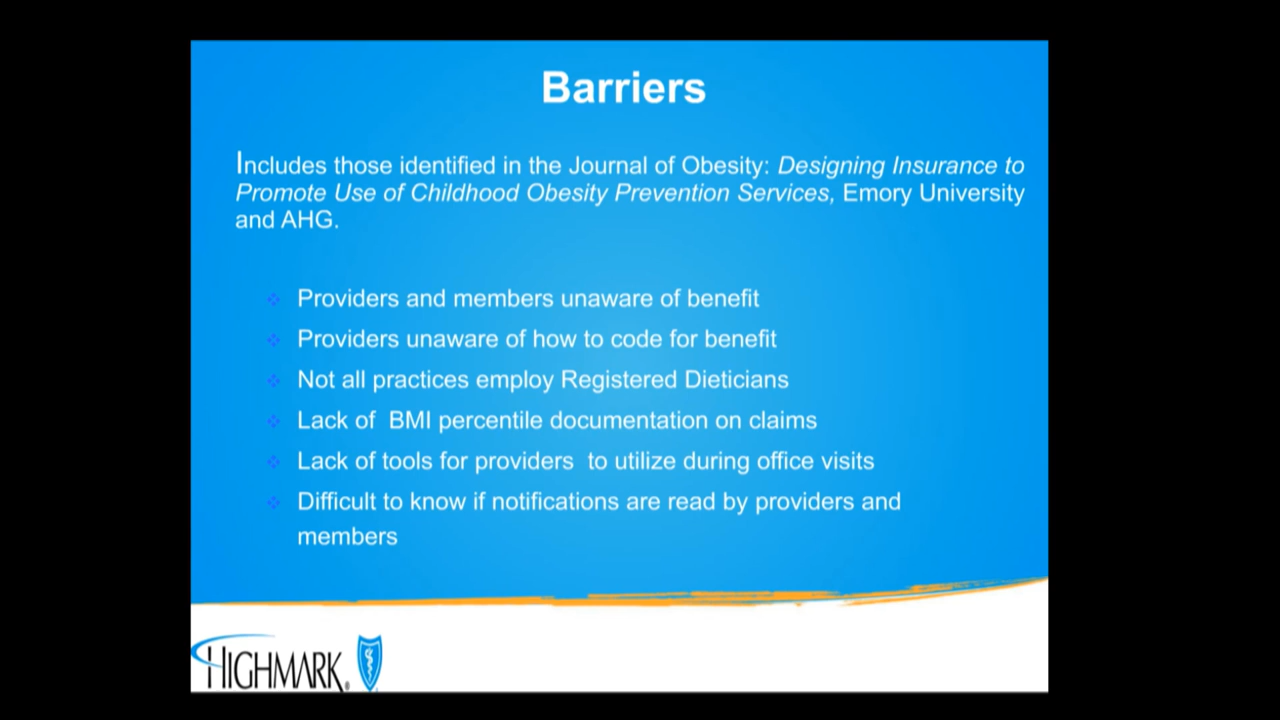 Barriers
Includes those identified in the Journal of Obesity: Designing Insurance to
Promote Use of Childhood Obesity Prevention Services, Emory University
and AHG.
Providers and members unaware of benefit
Providers unaware of how to code for benefit
Not all practices employ Registered Dieticians
Lack of  BMI percentile documentation on claims
Lack of tools for providers  to utilize during office visits
Difficult to know if notifications are read by providers and
members
HIGHMARK®